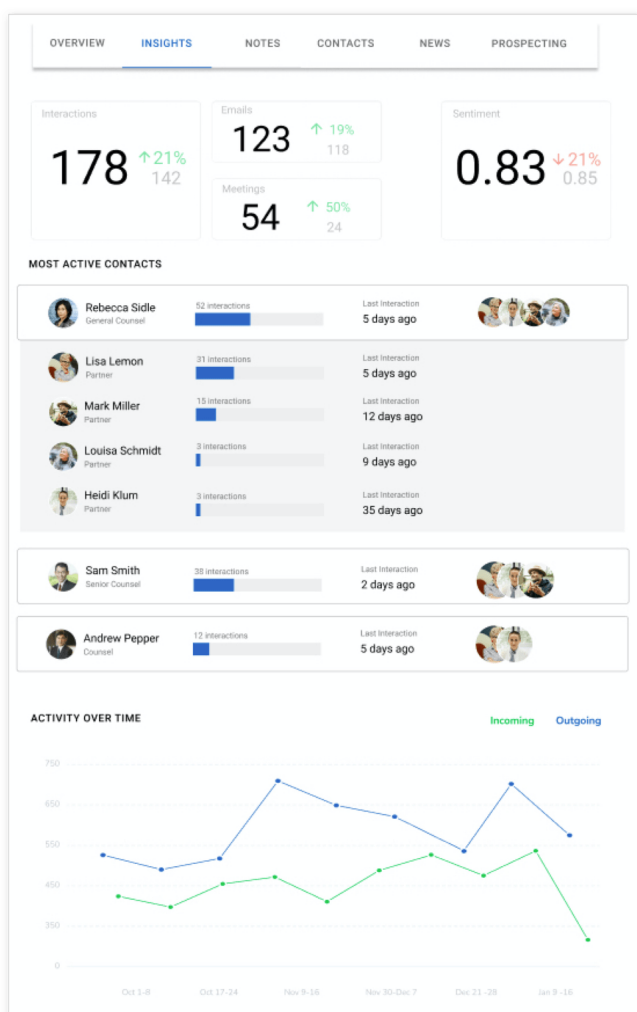 OVERVIEW INSIGHTS NOTES CONTACTS NEWS PROSPECTING
Interactions
178 ↑ 21%
142
Emails
123 ↑ 19%
118
Meetings
54 ↑ 50%
24
Sentiment
0.83 ↓ 21%
0.85
MOST ACTIVE CONTACTS
Rebecca Sidle
General Counsel
52 interactions
Last Interaction
5 days ago
Lisa Lemon
Partner
31 interactions
Last Interaction
5 days ago
Mark Miller
Partner
15 interactions
Last Interaction
12 days ago
Louisa Schmidt
Partner
3 interactions
Last Interaction
9 days ago
Heidi Klum
Partner
3 interactions
Last Interaction
35 days ago
Sam Smith
Senior Counsel
38 interactions
Last Interaction
2 days ago
Andrew Pepper
Counsel
12 interactions
Last Interaction
5 days ago
ACTIVITY OVER TIME
Incoming Outgoing
750
650
550
450
350
0
Oct 1-8 Oct 17-24 Nov 9-16 Nov 30-Dec 7 Dec 21 -28 Jan 9 -16